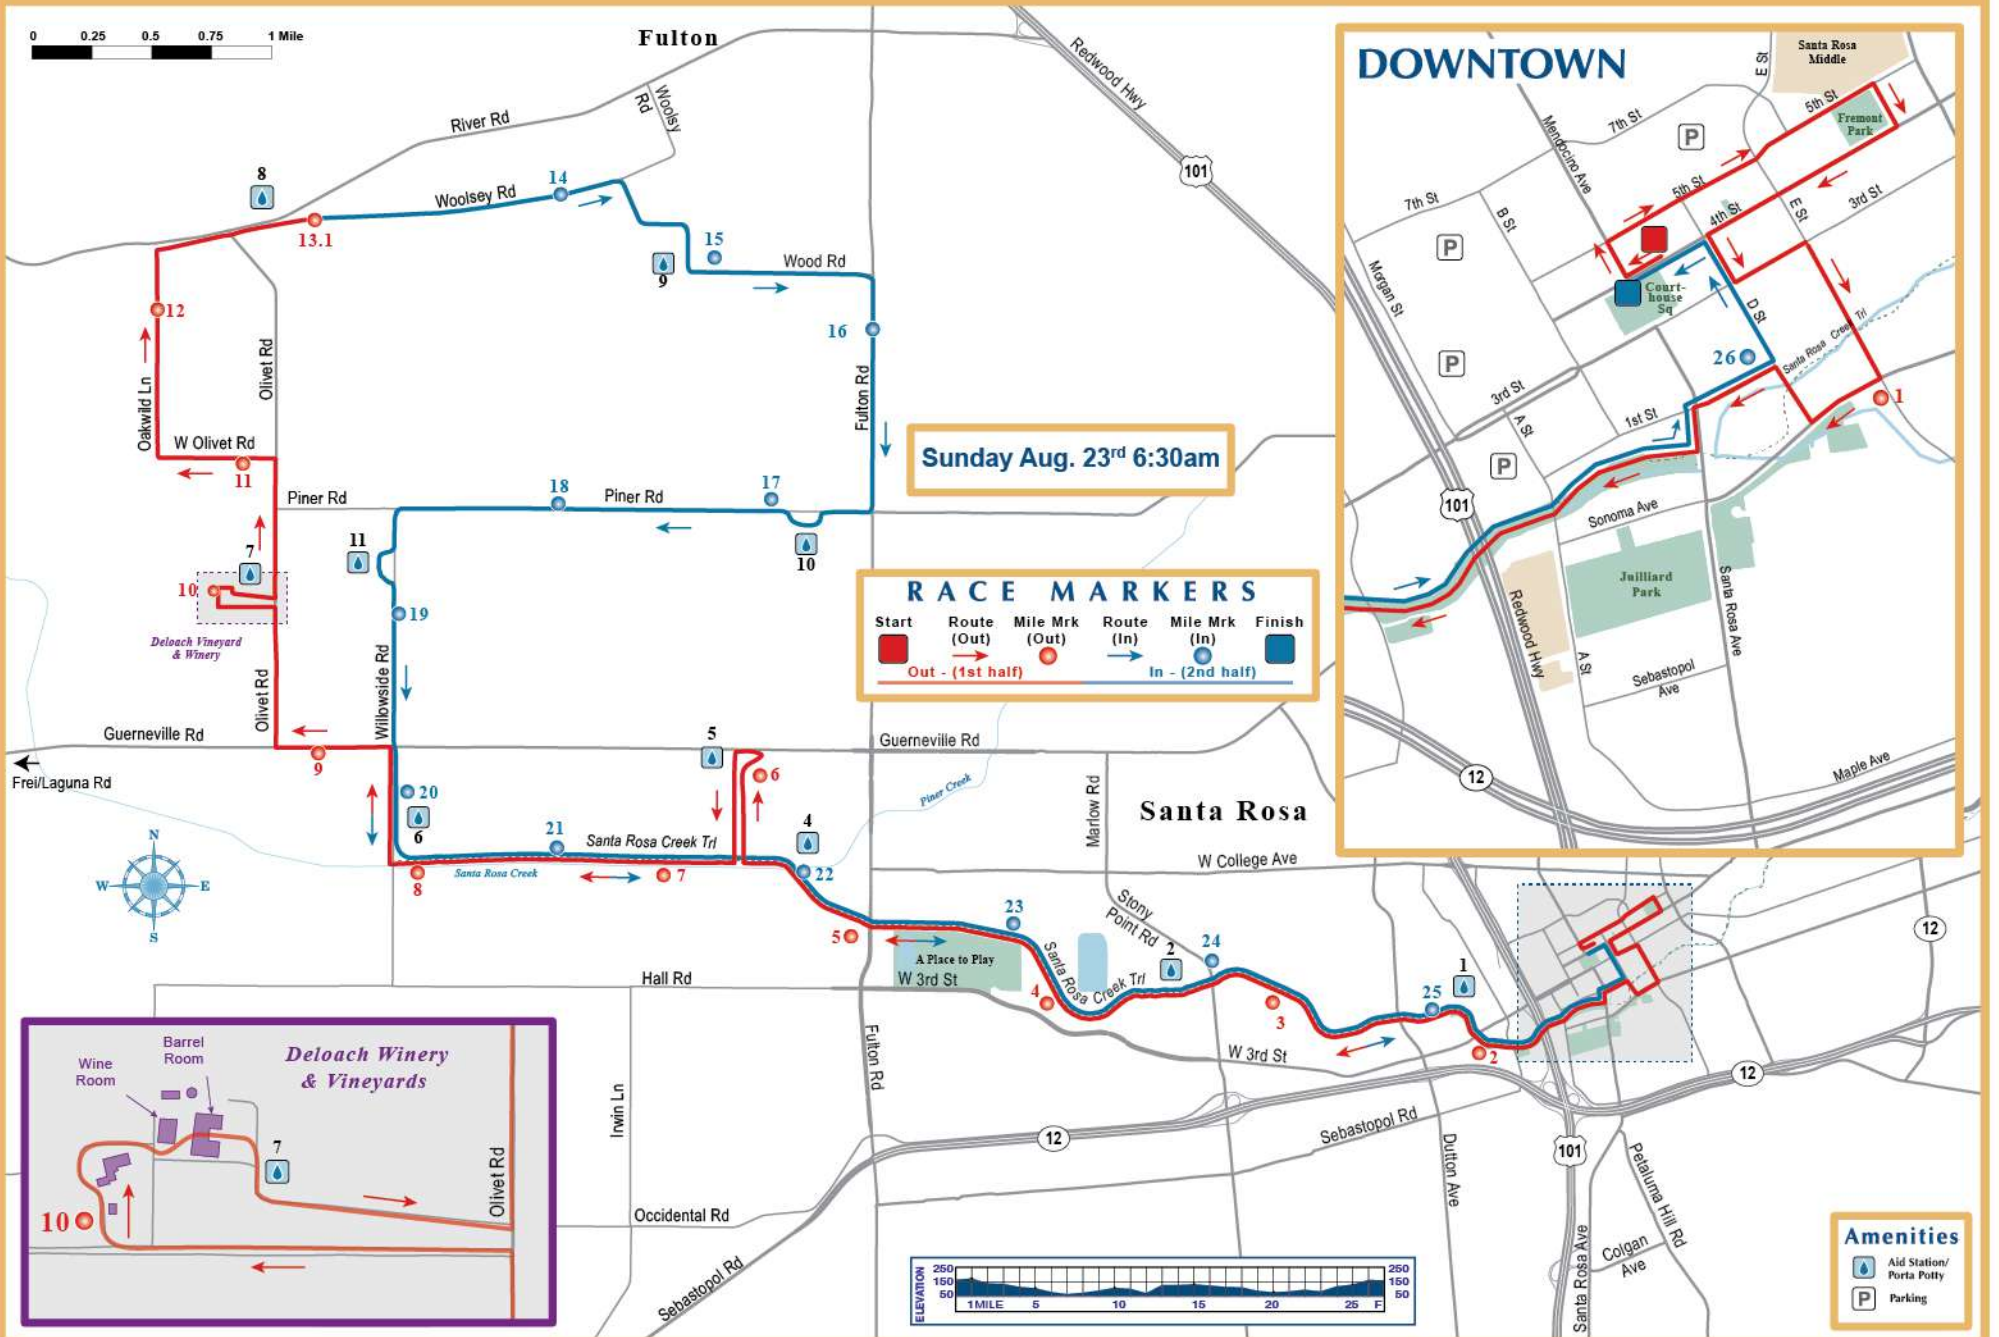 0 0.25 0.5 0.75 1 Mile
Fulton
Redwood Hwy
101
River Rd
Woolsy
Rd
8
14
Woolsey Rd
13.1
15
9
Wood Rd
12
16
Oakwild Ln
Olivet Rd
Fulton Rd
W Olivet Rd
11
Sunday Aug. 23rd 6:30am
Piner Rd
18
Piner Rd
17
11
10
7
10
19
Deloach Vineyard
& Winery
Olivet Rd
Willowside Rd
RACE MARKERS
Start
Route
(Out)
Mile Mrk
(Out)
Route
(In)
Mile Mrk
(In)
Finish
Out - (1st half)
In - (2nd half)
Guerneville Rd
5
Guerneville Rd
9
6
Frei/Laguna Rd
20
6
Piner Creek
Marlow Rd
Santa Rosa
21
Santa Rosa Creek Trl
4
22
8
Santa Rosa Creek
7
W College Ave
N
W
E
S
Stony
Point Rd
23
5
24
A Place to Play
2
1
Santa Rosa Creek Trl
Hall Rd
W 3rd St
4
3
25
2
W 3rd St
12
12
Fulton Rd
Irwin Ln
12
Sebastopol Rd
Dutton Ave
101
Petaluma Hill Rd
Occidental Rd
Sebastopol Rd
Colgan
Ave
Santa Rosa Ave
DOWNTOWN
Santa Rosa
Middle
E St
5th St
Fremont
Park
7th St
P
Mendocino Ave
5th St
7th St
B St
4th St
E St
3rd St
P
Morgan St
Court-
house
Sq
D St
Santa Rosa Creek Trl
26
P
3rd St
1
A St
1st St
P
101
Sonoma Ave
Juilliard
Park
Redwood Hwy
Santa Rosa Ave
A St
Sebastopol
Ave
12
Maple Ave
Deloach Winery
& Vineyards
Barrel
Room
Wine
Room
7
Olivet Rd
10
ELEVATION
250
150
50
1MILE 5 10 15 20 25 F
250
150
50
Amenities
Aid Station/
Porta Potty
P
Parking